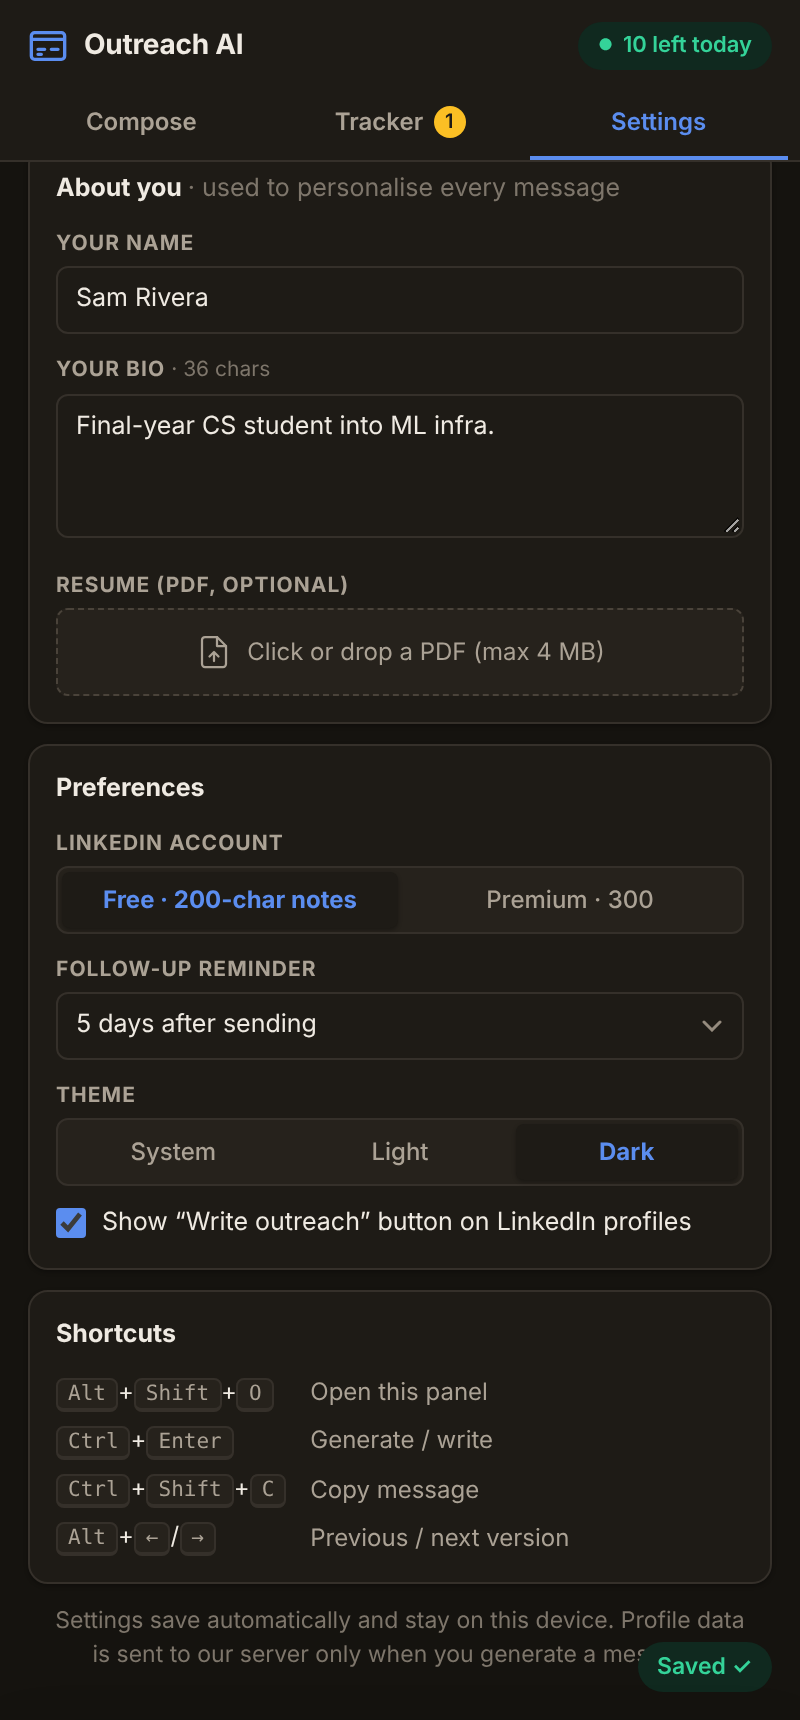 Outreach AI
10 left today
Compose
Tracker 1
Settings
About you · used to personalise every message
YOUR NAME
Sam Rivera
YOUR BIO · 36 chars
Final-year CS student into ML infra.
RESUME (PDF, OPTIONAL)
Click or drop a PDF (max 4 MB)
Preferences
LINKEDIN ACCOUNT
Free · 200-char notes
Premium · 300
FOLLOW-UP REMINDER
5 days after sending
THEME
System
Light
Dark
Show “Write outreach” button on LinkedIn profiles
Shortcuts
Alt+Shift+O Open this panel
Ctrl+Enter Generate / write
Ctrl+Shift+C Copy message
Alt+←/→ Previous / next version
Settings save automatically and stay on this device. Profile data
is sent to our server only when you generate a
Saved ✓